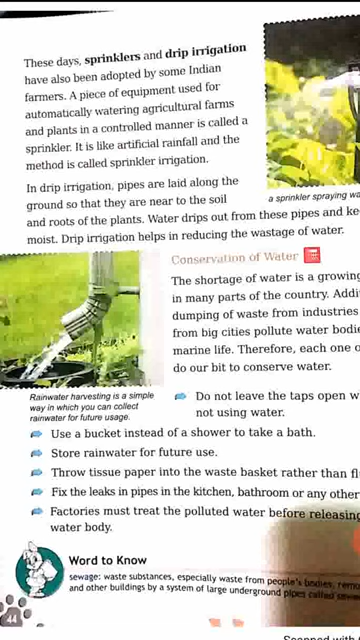 These days, sprinklers and drip irrigation
have also been adopted by some Indian
farmers. A piece of equipment used for
automatically watering agricultural farms
and plants in a controlled manner is called a
sprinkler. It is like artificial rainfall and the
method is called sprinkler irrigation.
In drip irrigation, pipes are laid along the
ground so that they are near to the soil
and roots of the plants. Water drips out from these pipes and
moist. Drip irrigation helps in reducing the wastage of water.
a sprinkler spraying
Conservation of Water
The shortage of water is a growing
in many parts of the country.
dumping of waste from industries
from big cities pollute water
marine life. Therefore, each one
do our bit to conserve water.
Rainwater harvesting is a simple
way in which you can collect
rainwater for future usage.
Do not leave the taps open
not using water.
Use a bucket instead of a shower to take a bath.
Store rainwater for future use.
Throw tissue paper into the waste basket rather than
Fix the leaks in pipes in the kitchen, bathroom or any other
Factories must treat the polluted water before releasing
water body.
Word to Know
sewage: waste substances, especially waste from people's bodies,
and other buildings by a system of large underground pipes called
44
Scanned with